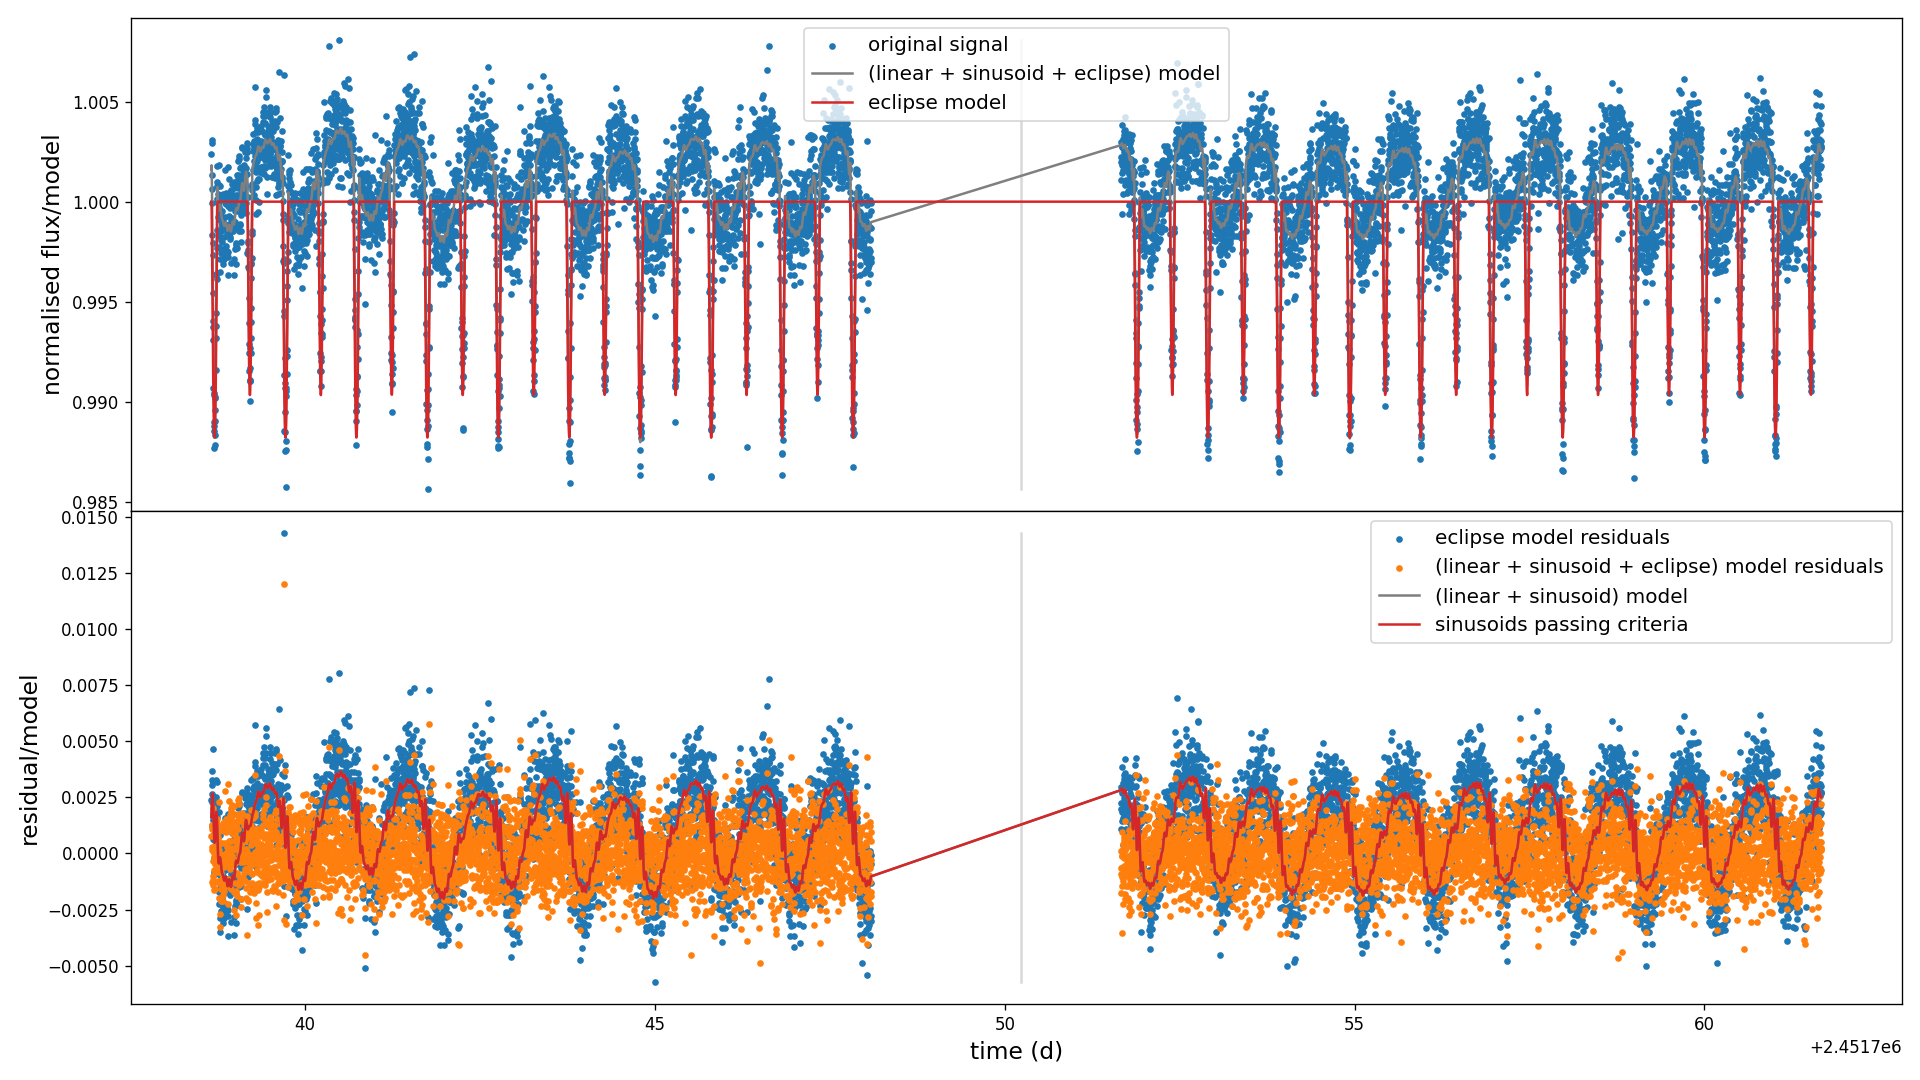 original signal
(linear + sinusoid + eclipse) model
eclipse model
normalised flux/model
1.005
1.000
0.995
0.990
0.985
eclipse model residuals
(linear + sinusoid + eclipse) model residuals
(linear + sinusoid) model
sinusoids passing criteria
residual/model
0.0150
0.0125
0.0100
0.0075
0.0050
0.0025
0.0000
−0.0025
−0.0050
40
45
50
55
60
time (d)
+2.4517e6